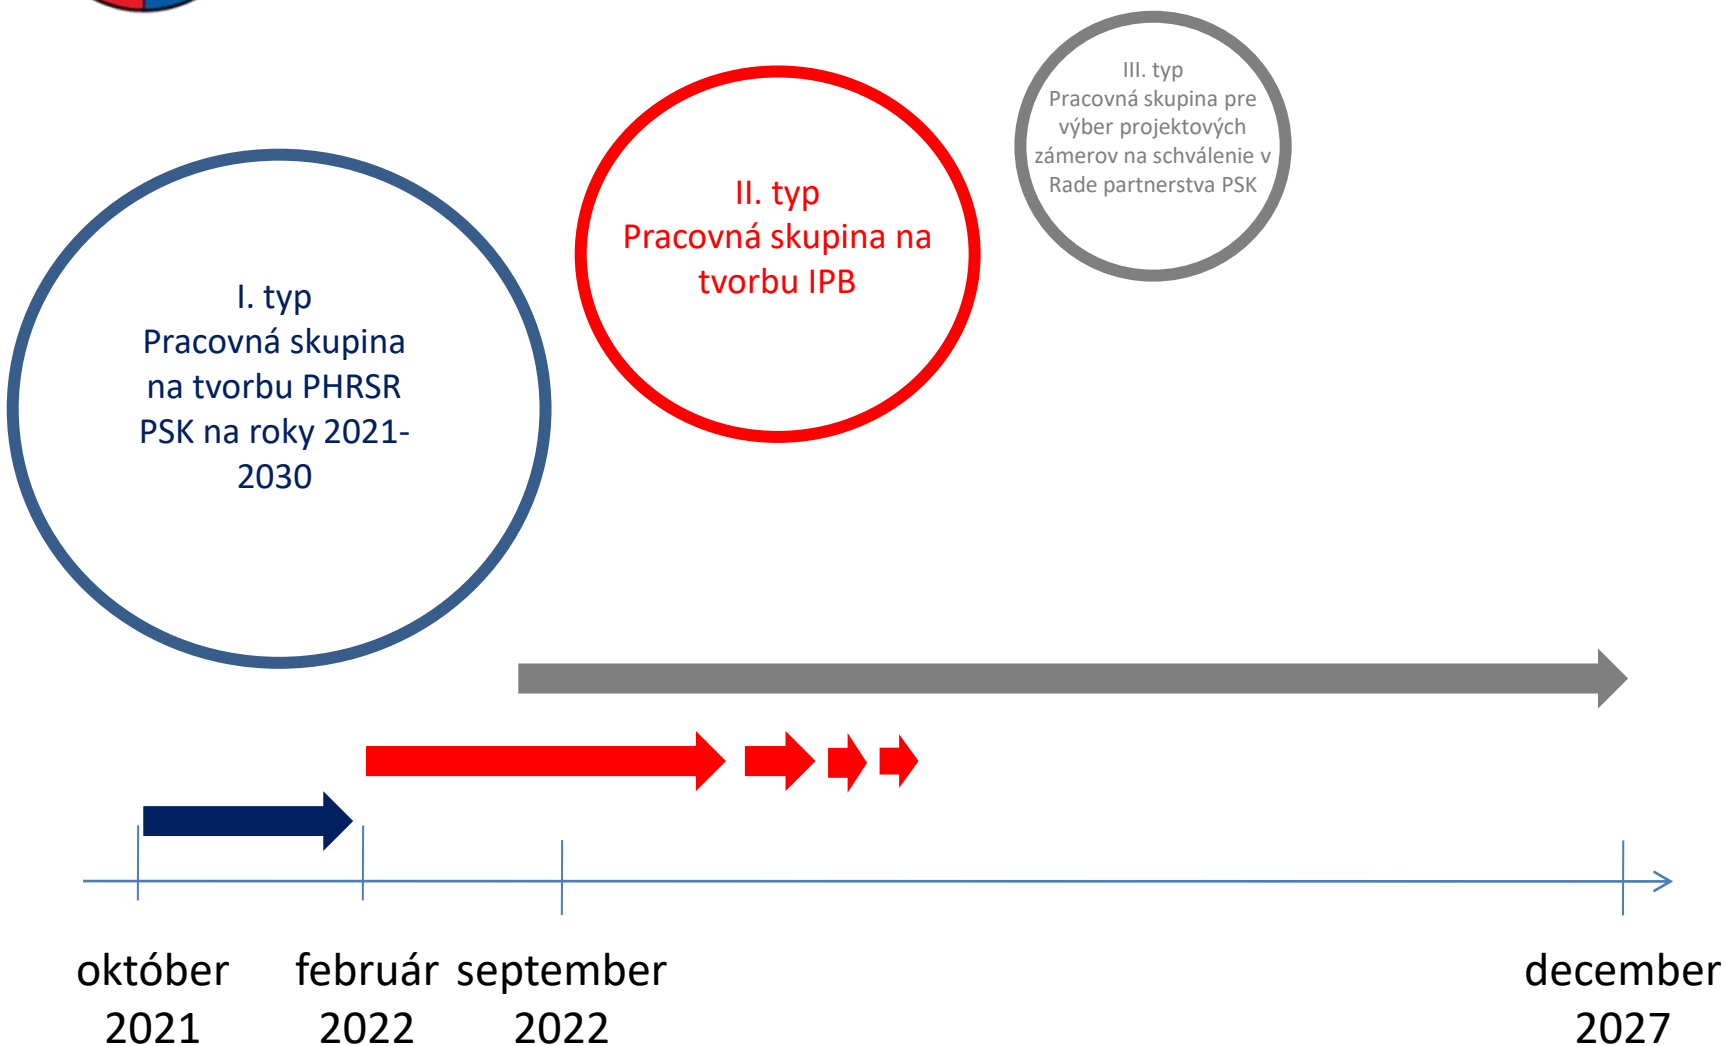 I. typ
Pracovná skupina
na tvorbu PHRSR
PSK na roky 2021-
2030
II. typ
Pracovná skupina na
tvorbu IPB
III. typ
Pracovná skupina pre
výber projektových
zámerov na schválenie v
Rade partnerstva PSK
október
2021
február
2022
september
2022
december
2027